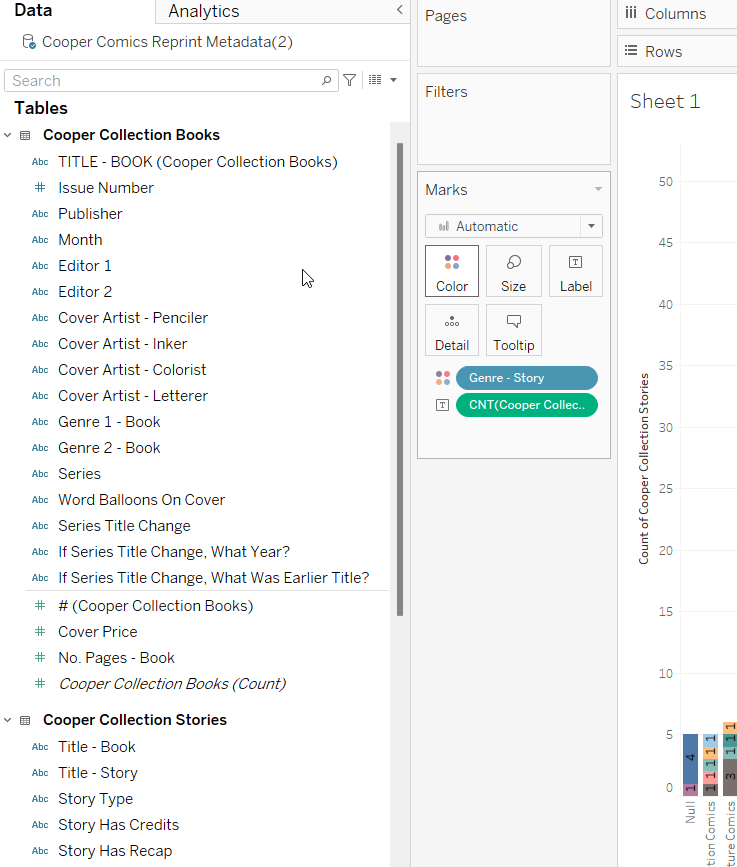 Data
Analytics
Cooper Comics Reprint Metadata(2)
Search
Tables
Cooper Collection Books
Abc TITLE - BOOK (Cooper Collection Books)
# Issue Number
Abc Publisher
Abc Month
Abc Editor 1
Abc Editor 2
Abc Cover Artist - Penciler
Abc Cover Artist - Inker
Abc Cover Artist - Colorist
Abc Cover Artist - Letterer
Abc Genre 1 - Book
Abc Genre 2 - Book
Abc Series
Abc Word Balloons On Cover
Abc Series Title Change
Abc If Series Title Change, What Year?
Abc If Series Title Change, What Was Earlier Title?
# # (Cooper Collection Books)
# Cover Price
# No. Pages - Book
# Cooper Collection Books (Count)
Cooper Collection Stories
Abc Title - Book
Abc Title - Story
Abc Story Type
Abc Story Has Credits
Abc Story Has Recap
Pages
Filters
Marks
Automatic
Color
Size
T
Label
Detail
Tooltip
Genre - Story
T
CNT(Cooper Collec..
Columns
Rows
Sheet 1
Count of Cooper Collection Stories
50
45
40
35
30
25
20
15
10
5
0
4
1
1 1 1 1 1
1 1 1 3
Null
tion Comics
ture Comics